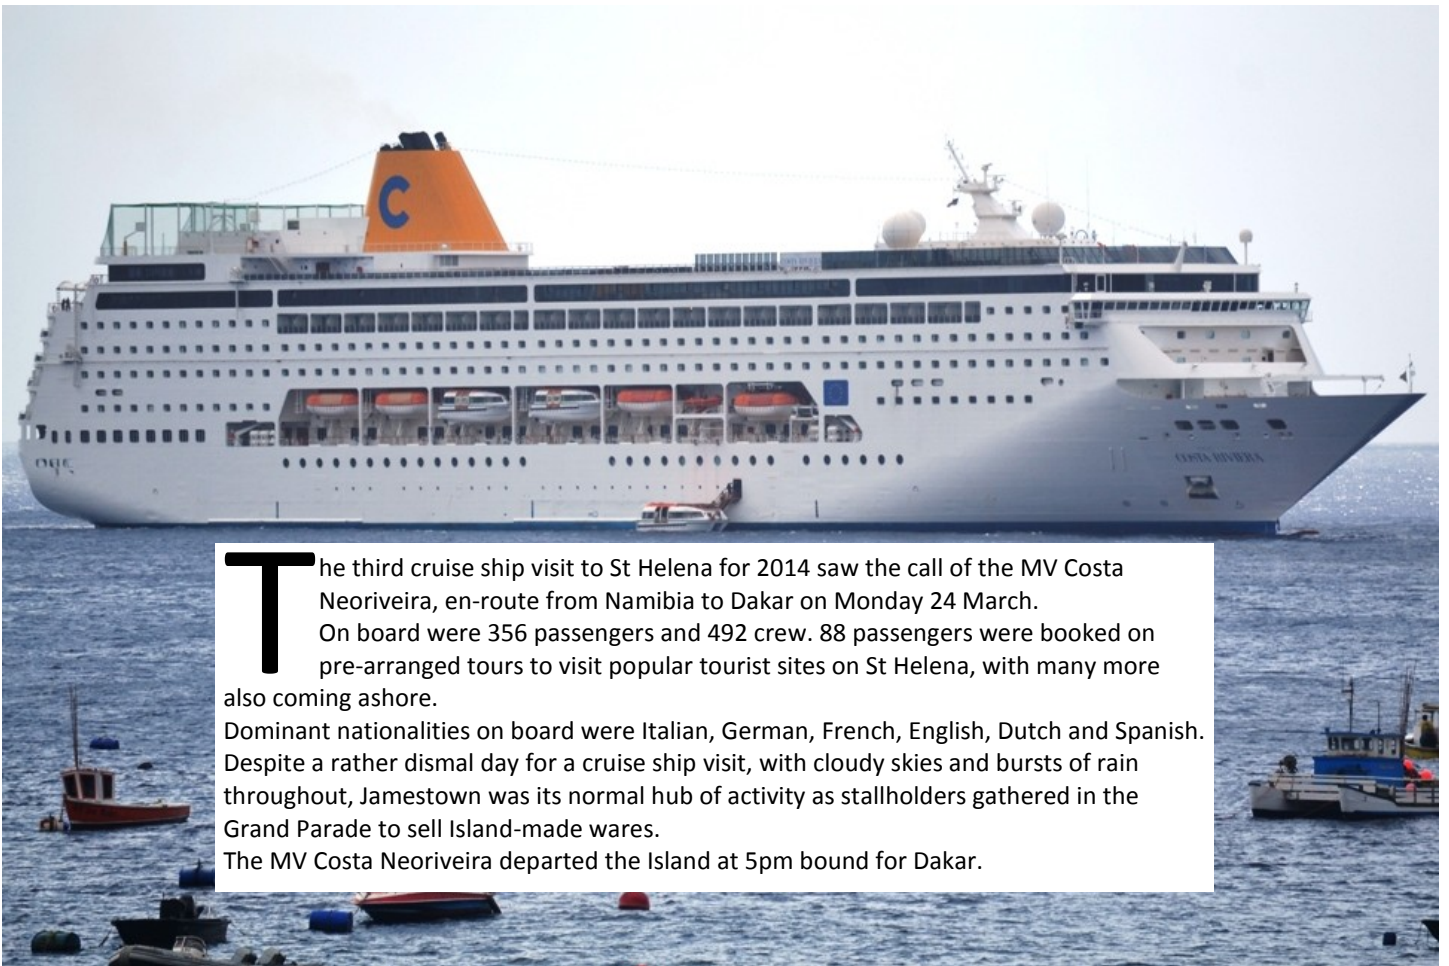 C
COSTA RIVIERA
The third cruise ship visit to St Helena for 2014 saw the call of the MV Costa
Neoriveira, en-route from Namibia to Dakar on Monday 24 March.
On board were 356 passengers and 492 crew. 88 passengers were booked on
pre-arranged tours to visit popular tourist sites on St Helena, with many more
also coming ashore.
Dominant nationalities on board were Italian, German, French, English, Dutch and Spanish.
Despite a rather dismal day for a cruise ship visit, with cloudy skies and bursts of rain
throughout, Jamestown was its normal hub of activity as stallholders gathered in the
Grand Parade to sell Island-made wares.
The MV Costa Neoriveira departed the Island at 5pm bound for Dakar.